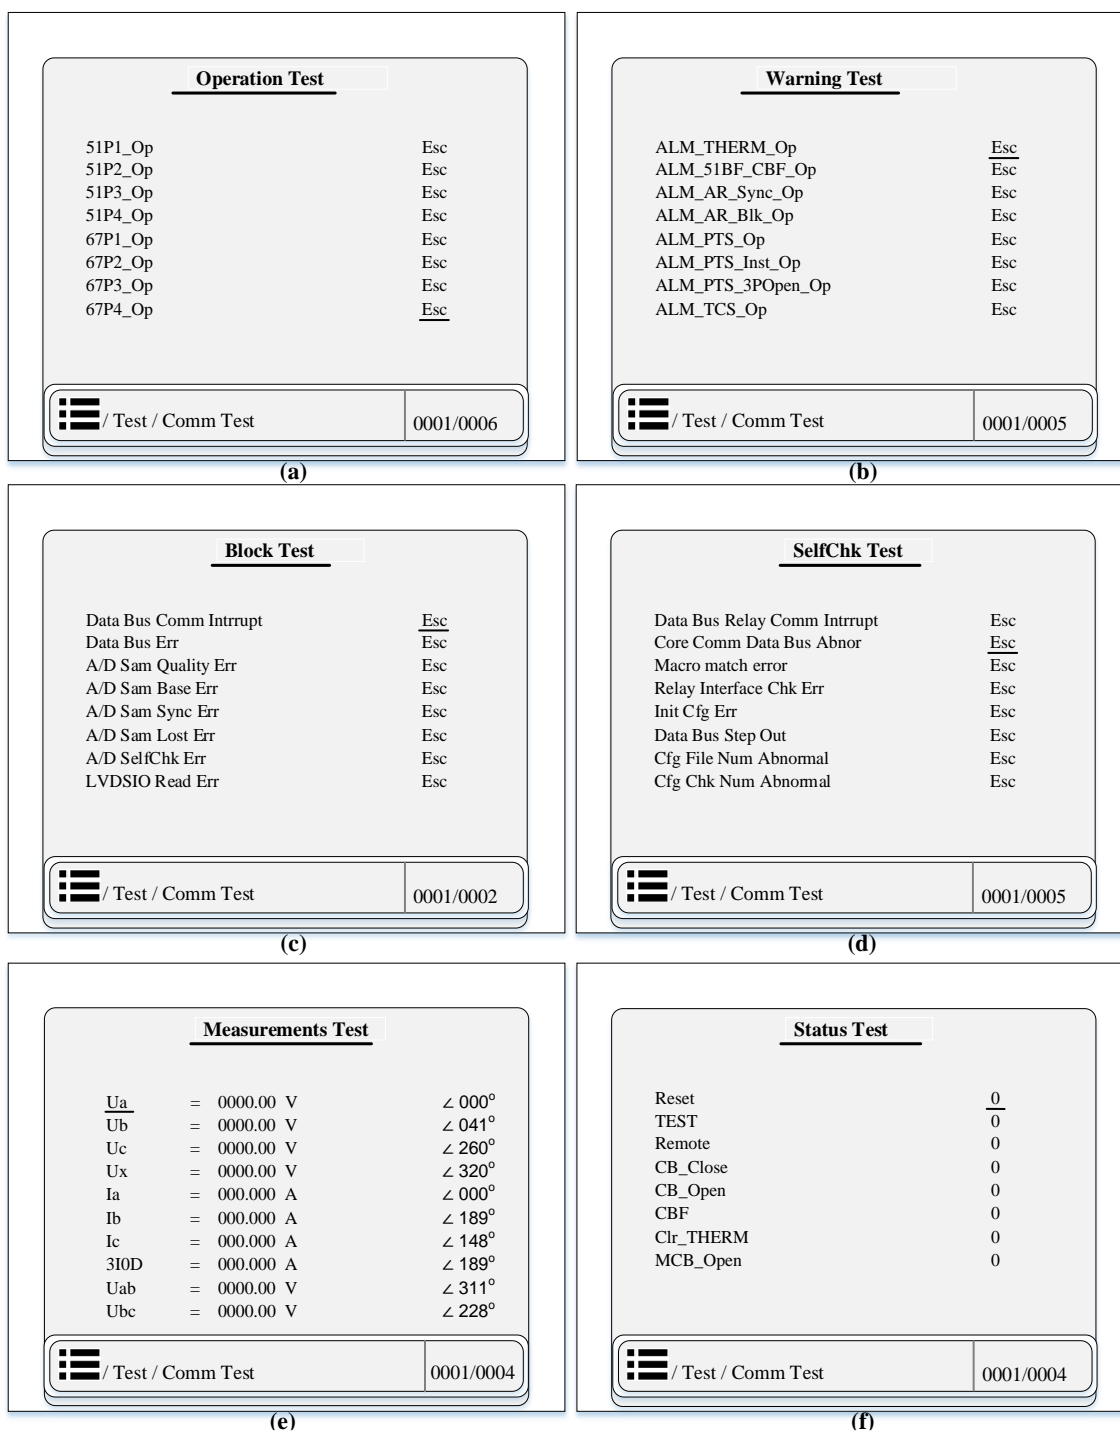 Operation Test
51P1_Op Esc
51P2_Op Esc
51P3_Op Esc
51P4_Op Esc
67P1_Op Esc
67P2_Op Esc
67P3_Op Esc
67P4_Op Esc
/ Test / Comm Test 0001/0006
(a)
Warning Test
ALM_THERM_Op Esc
ALM_51BF_CBF_Op Esc
ALM_AR_Sync_Op Esc
ALM_AR_Blk_Op Esc
ALM_PTS_Op Esc
ALM_PTS_Inst_Op Esc
ALM_PTS_3POpen_Op Esc
ALM_TCS_Op Esc
/ Test / Comm Test 0001/0005
(b)
Block Test
Data Bus Comm Intrrupt Esc
Data Bus Err Esc
A/D Sam Quality Err Esc
A/D Sam Base Err Esc
A/D Sam Sync Err Esc
A/D Sam Lost Err Esc
A/D SelfChk Err Esc
LVDSIO Read Err Esc
/ Test / Comm Test 0001/0002
(c)
SelfChk Test
Data Bus Relay Comm Intrrupt Esc
Core Comm Data Bus Abnor Esc
Macro match error Esc
Relay Interface Chk Err Esc
Init Cfg Err Esc
Data Bus Step Out Esc
Cfg File Num Abnormal Esc
Cfg Chk Num Abnormal Esc
/ Test / Comm Test 0001/0005
(d)
Measurements Test
Ua = 0000.00 V ∠ 000°
Ub = 0000.00 V ∠ 041°
Uc = 0000.00 V ∠ 260°
Ux = 0000.00 V ∠ 320°
Ia = 000.000 A ∠ 000°
Ib = 000.000 A ∠ 189°
Ic = 000.000 A ∠ 148°
3I0D = 000.000 A ∠ 189°
Uab = 0000.00 V ∠ 311°
Ubc = 0000.00 V ∠ 228°
/ Test / Comm Test 0001/0004
(e)
Status Test
Reset 0
TEST 0
Remote 0
CB_Close 0
CB_Open 0
CBF 0
Clr_THERM 0
MCB_Open 0
/ Test / Comm Test 0001/0004
(f)